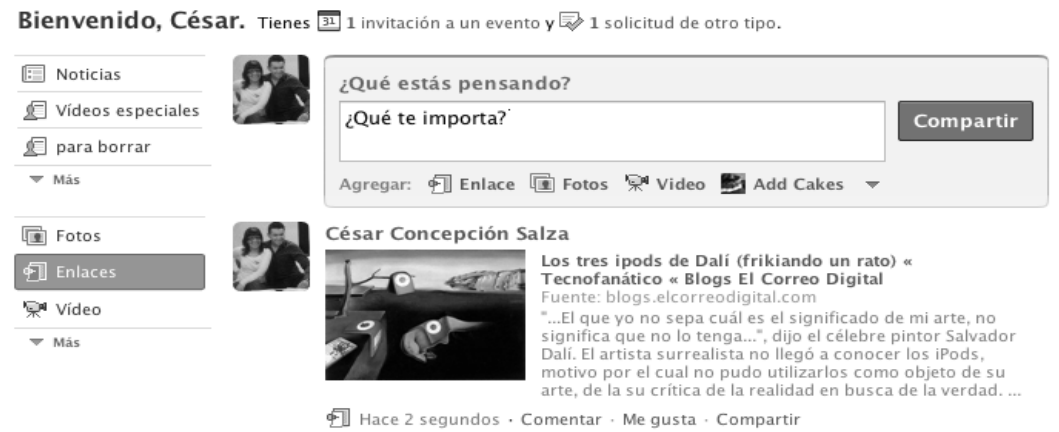 Bienvenido, César. Tienes 31 1 invitación a un evento y 1 solicitud de otro tipo.
Noticias
Vídeos especiales
para borrar
Más
Fotos
Enlaces
Vídeo
Más
¿Qué estás pensando?
¿Qué te importa?
Compartir
Agregar: Enlace Fotos Video Add Cakes
César Concepción Salza
Los tres ipods de Dalí (frikiando un rato) «
Tecnofanático « Blogs El Correo Digital
Fuente: blogs.elcorreodigital.com
"...El que yo no sepa cuál es el significado de mi arte, no
significa que no lo tenga...", dijo el célebre pintor Salvador
Dalí. El artista surrealista no llegó a conocer los iPods,
motivo por el cual no pudo utilizarlos como objeto de su
arte, de la su crítica de la realidad en busca de la verdad. ...
Hace 2 segundos · Comentar · Me gusta · Compartir